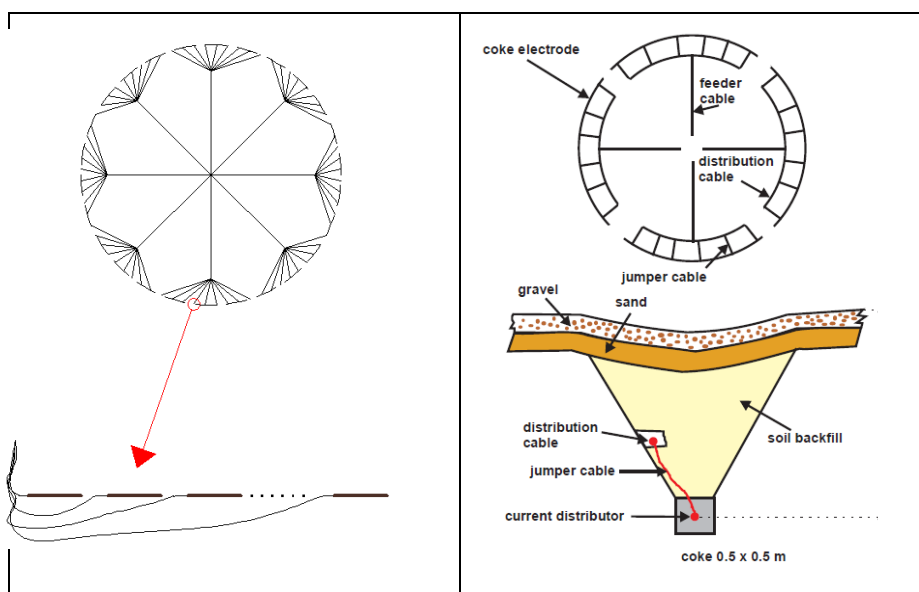 coke electrode
feeder
cable
distribution
cable
jumper cable
gravel
sand
distribution
cable
soil backfill
jumper cable
current distributor
coke 0.5 x 0.5 m